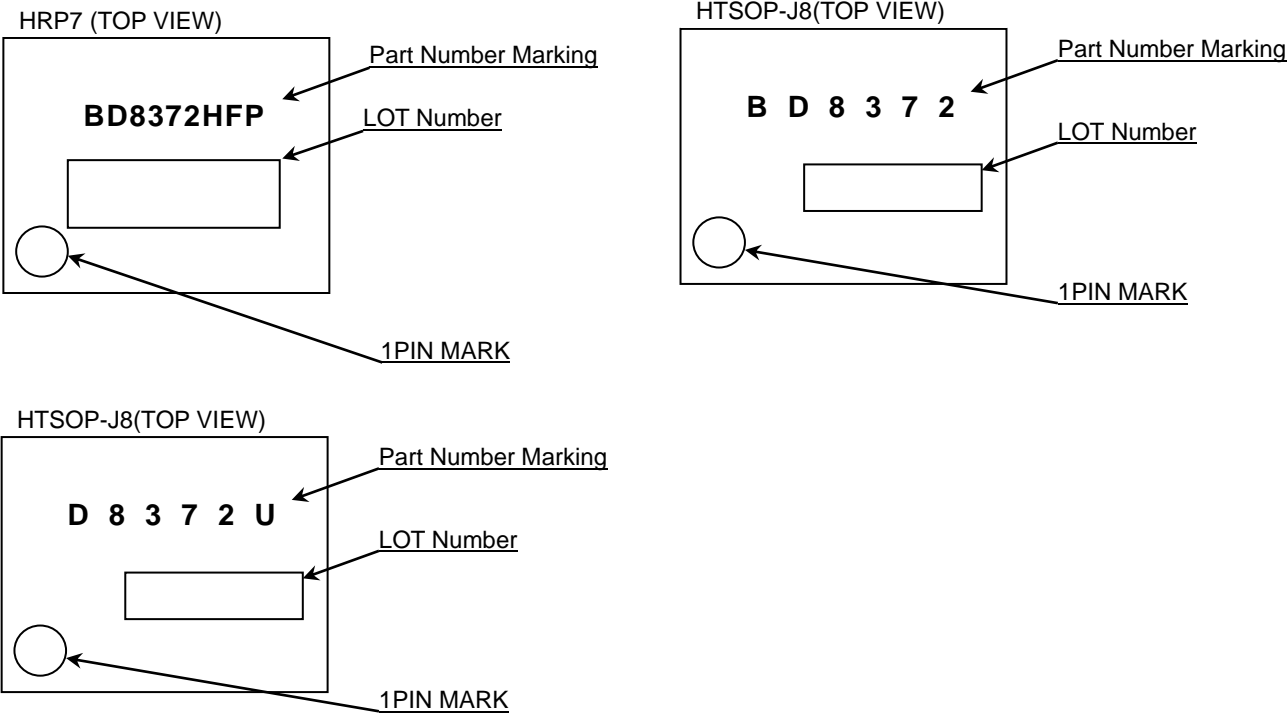 HRP7 (TOP VIEW)
Part Number Marking
BD8372HFP
LOT Number
1PIN MARK
HTSOP-J8(TOP VIEW)
Part Number Marking
B D 8 3 7 2
LOT Number
1PIN MARK
HTSOP-J8(TOP VIEW)
Part Number Marking
D 8 3 7 2 U
LOT Number
1PIN MARK